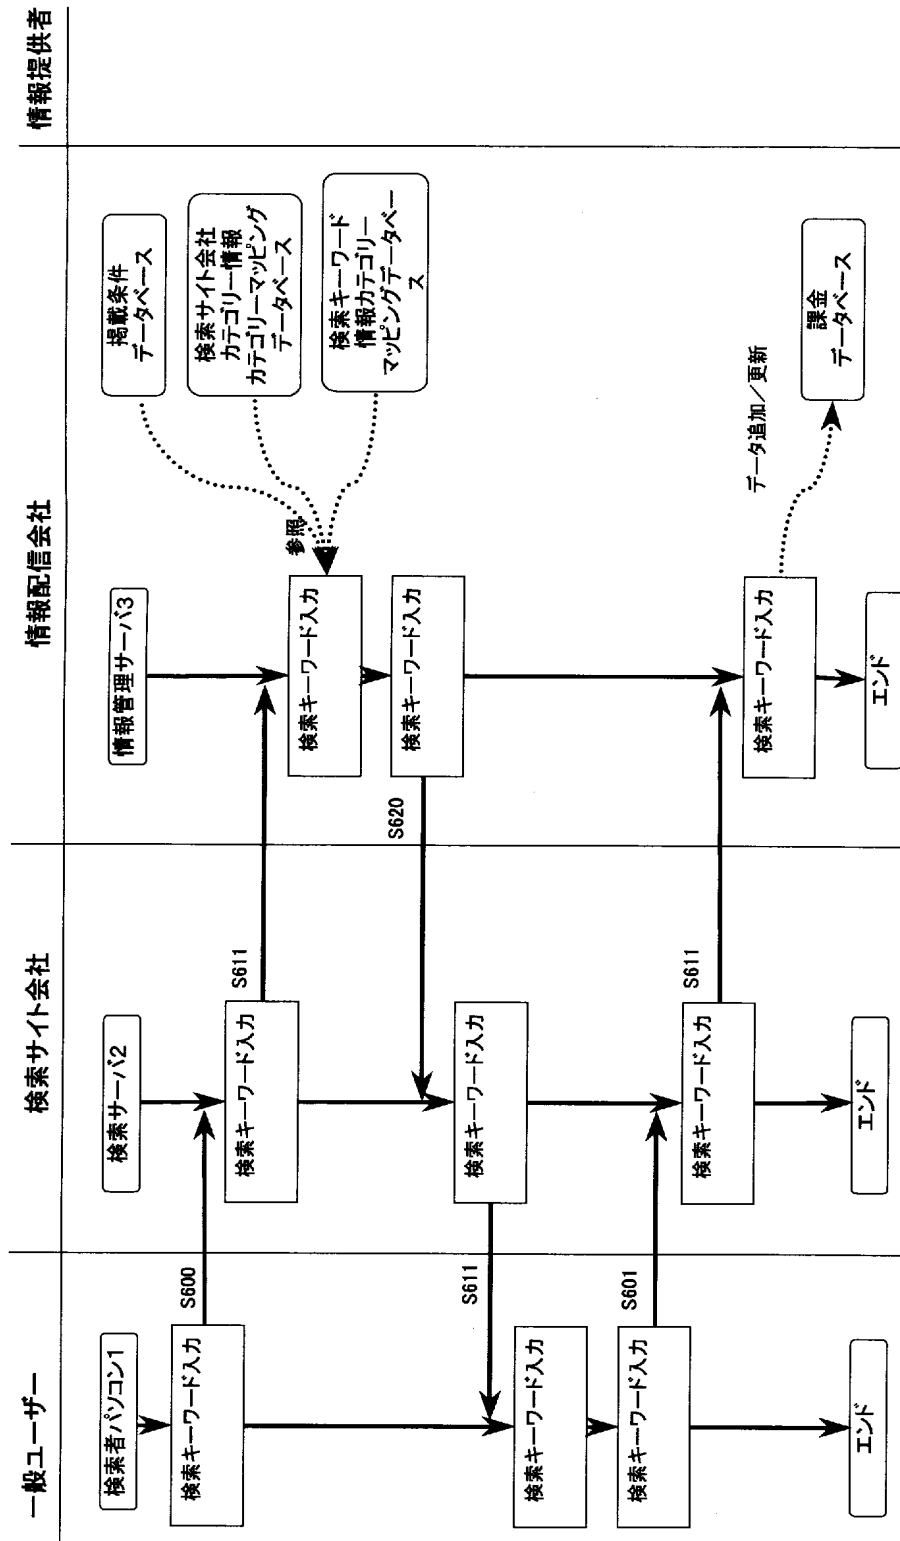 一般ユーザー
検索サイト会社
情報配信会社
情報提供者
検索者パソコン1
検索サーバ2
情報管理サーバ3
掲載条件
データベース
検索サイト会社
カテゴリー情報
カテゴリーマッピング
データベース
検索キーワード
情報カテゴリー
マッピングデータベー
ス
検索キーワード入力
S600
検索キーワード入力
S611
参照
検索キーワード入力
検索キーワード入力
S620
検索キーワード入力
S611
検索キーワード入力
検索キーワード入力
S601
検索キーワード入力
S611
検索キーワード入力
データ追加／更新
課金
データベース
エンド
エンド
エンド